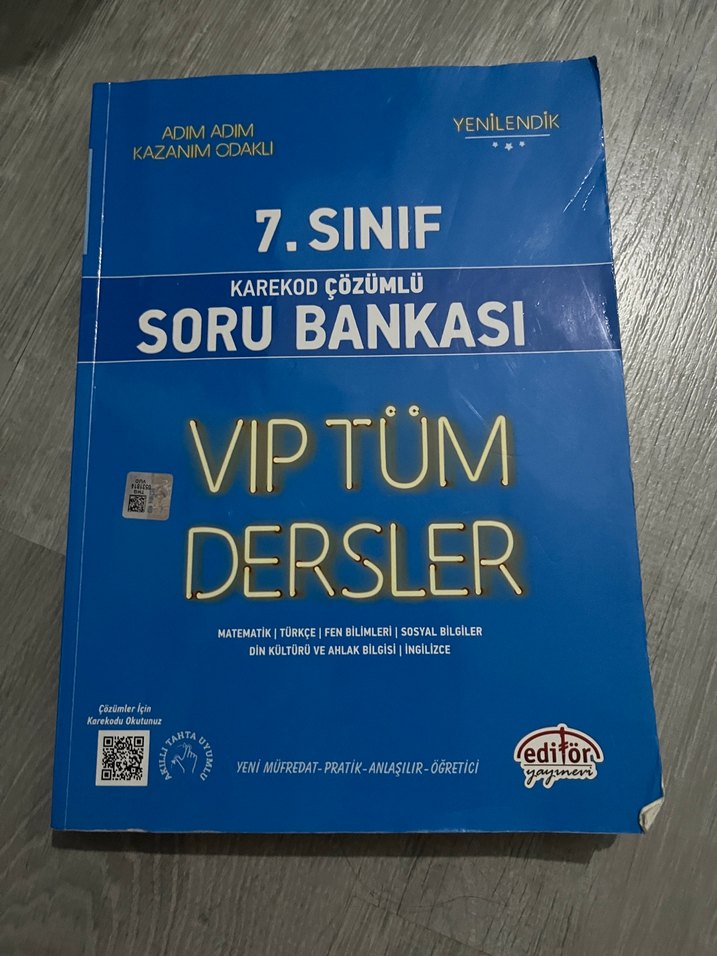 ADIM ADIM
KAZANIM ODAKLI
YENİLENDİK
7. SINIF
KAREKOD ÇÖZÜMLÜ
SORU BANKASI
VIP TÜM
DERSLER
MATEMATİK | TÜRKÇE | FEN BİLİMLERİ | SOSYAL BİLGİLER
DİN KÜLTÜRÜ VE AHLAK BİLGİSİ | İNGİLİZCE
Çözümler İçin
Karekodu Okutunuz
AKILLI TAHTA UYUMLU
YENİ MÜFREDAT - PRATİK - ANLAŞILIR - ÖĞRETİCİ
editör
yayınevi